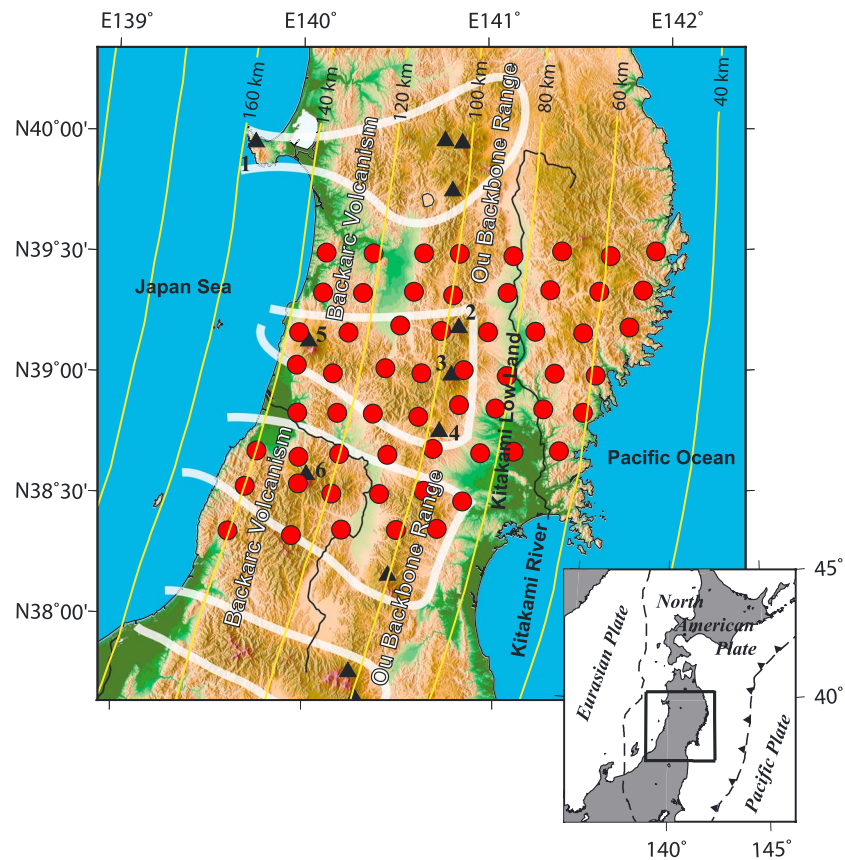 E139°
E140°
E141°
E142°
160 km
140 km
120 km
100 km
80 km
60 km
40 km
N40°00'
N39°30'
N39°00'
N38°30'
N38°00'
1
Backarc Volcanism
Ou Backbone Range
Japan Sea
2
5
3
4
6
Kitakami Low Land
Pacific Ocean
Backarc Volcanism
Ou Backbone Range
Kitakami River
45°
40°
140°
145°
North
American
Plate
Eurasian Plate
Pacific Plate